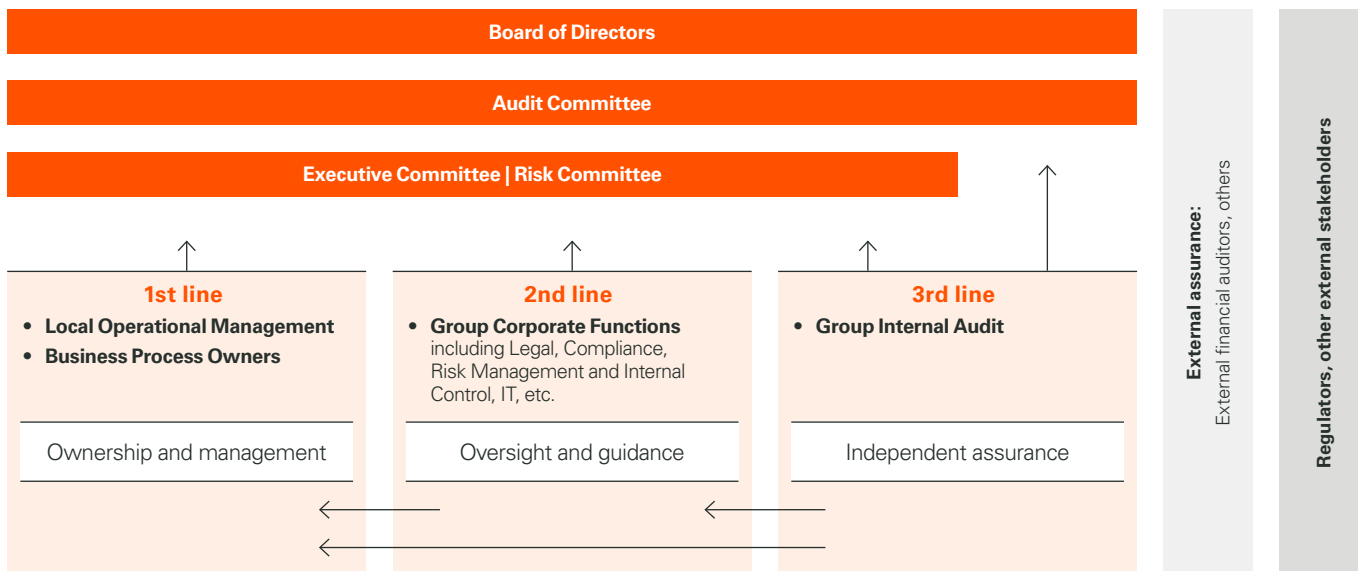 Board of Directors
Audit Committee
Executive Committee | Risk Committee
1st line
• Local Operational Management
• Business Process Owners
Ownership and management
2nd line
• Group Corporate Functions
including Legal, Compliance,
Risk Management and Internal
Control, IT, etc.
Oversight and guidance
3rd line
• Group Internal Audit
Independent assurance
External assurance:
External financial auditors, others
Regulators, other external stakeholders